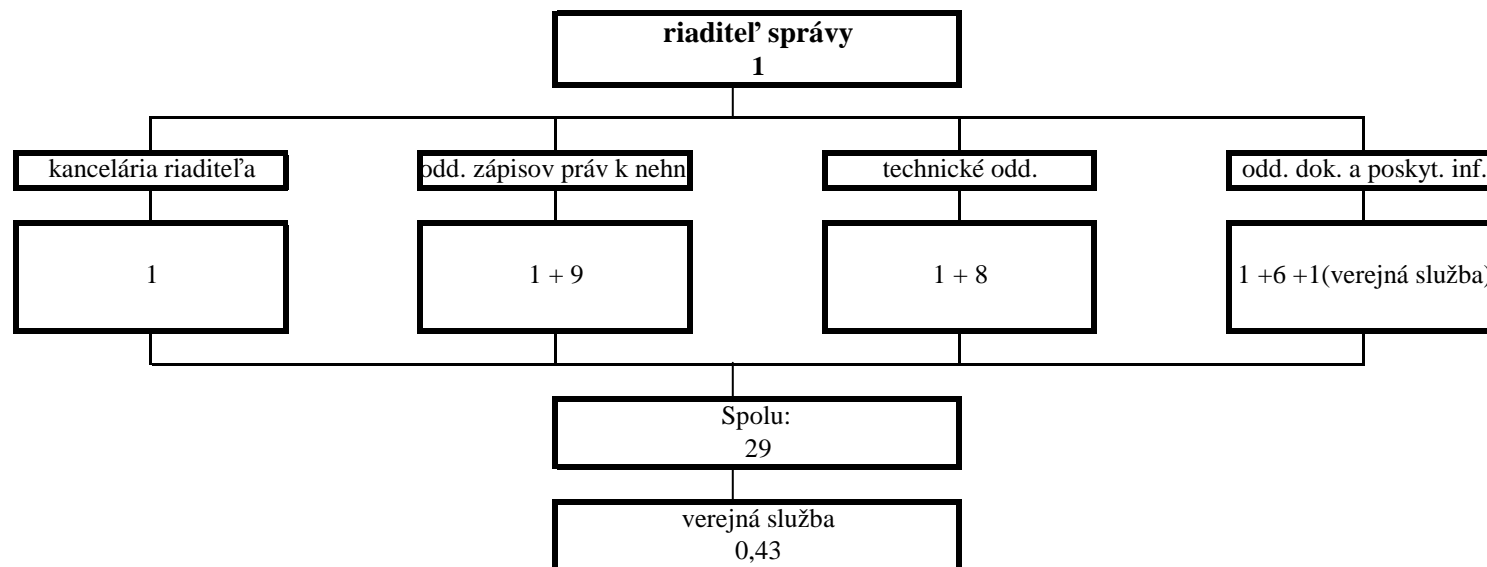 riaditeľ správy
1
kancelária riaditeľa
odd. zápisov práv k nehn
technické odd.
odd. dok. a poskyt. inf.
1
1 + 9
1 + 8
1 +6 +1(verejná služba)
Spolu:
29
verejná služba
0,43